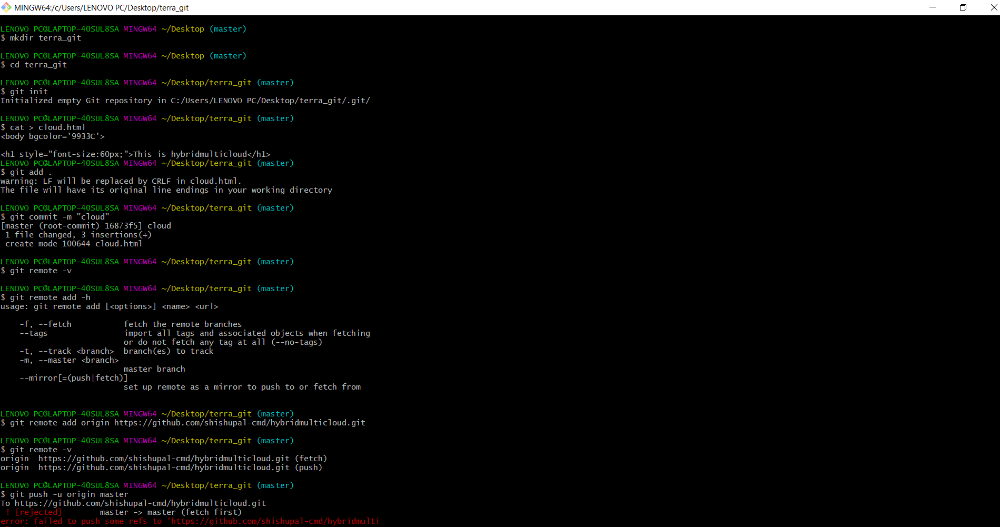 MINGW64:/c/Users/LENOVO PC/Desktop/terra_git
LENOVO PC@LAPTOP-4OSUL8SA MINGW64 ~/Desktop (master)
$ mkdir terra_git
LENOVO PC@LAPTOP-4OSUL8SA MINGW64 ~/Desktop (master)
$ cd terra_git
LENOVO PC@LAPTOP-4OSUL8SA MINGW64 ~/Desktop/terra_git (master)
$ git init
Initialized empty Git repository in C:/Users/LENOVO PC/Desktop/terra_git/.git/
LENOVO PC@LAPTOP-4OSUL8SA MINGW64 ~/Desktop/terra_git (master)
$ cat > cloud.html
<body bgcolor='9933C'>
<h1 style="font-size:60px;">This is hybridmulticloud</h1>
LENOVO PC@LAPTOP-4OSUL8SA MINGW64 ~/Desktop/terra_git (master)
$ git add .
warning: LF will be replaced by CRLF in cloud.html.
The file will have its original line endings in your working directory
LENOVO PC@LAPTOP-4OSUL8SA MINGW64 ~/Desktop/terra_git (master)
$ git commit -m "cloud"
[master (root-commit) 16873f5] cloud
 1 file changed, 3 insertions(+)
 create mode 100644 cloud.html
LENOVO PC@LAPTOP-4OSUL8SA MINGW64 ~/Desktop/terra_git (master)
$ git remote -v
LENOVO PC@LAPTOP-4OSUL8SA MINGW64 ~/Desktop/terra_git (master)
$ git remote add -h
usage: git remote add [<options>] <name> <url>
    -f, --fetch           fetch the remote branches
    --tags                import all tags and associated objects when fetching
                          or do not fetch any tag at all (--no-tags)
    -t, --track <branch>  branch(es) to track
    -m, --master <branch>
                          master branch
    --mirror[=(push|fetch)]
                          set up remote as a mirror to push to or fetch from
LENOVO PC@LAPTOP-4OSUL8SA MINGW64 ~/Desktop/terra_git (master)
$ git remote add origin https://github.com/shishupal-cmd/hybridmulticloud.git
LENOVO PC@LAPTOP-4OSUL8SA MINGW64 ~/Desktop/terra_git (master)
$ git remote -v
origin  https://github.com/shishupal-cmd/hybridmulticloud.git (fetch)
origin  https://github.com/shishupal-cmd/hybridmulticloud.git (push)
LENOVO PC@LAPTOP-4OSUL8SA MINGW64 ~/Desktop/terra_git (master)
$ git push -u origin master
To https://github.com/shishupal-cmd/hybridmulticloud.git
 ! [rejected]        master -> master (fetch first)
error: failed to push some refs to 'https://github.com/shishupal-cmd/hybridmulti